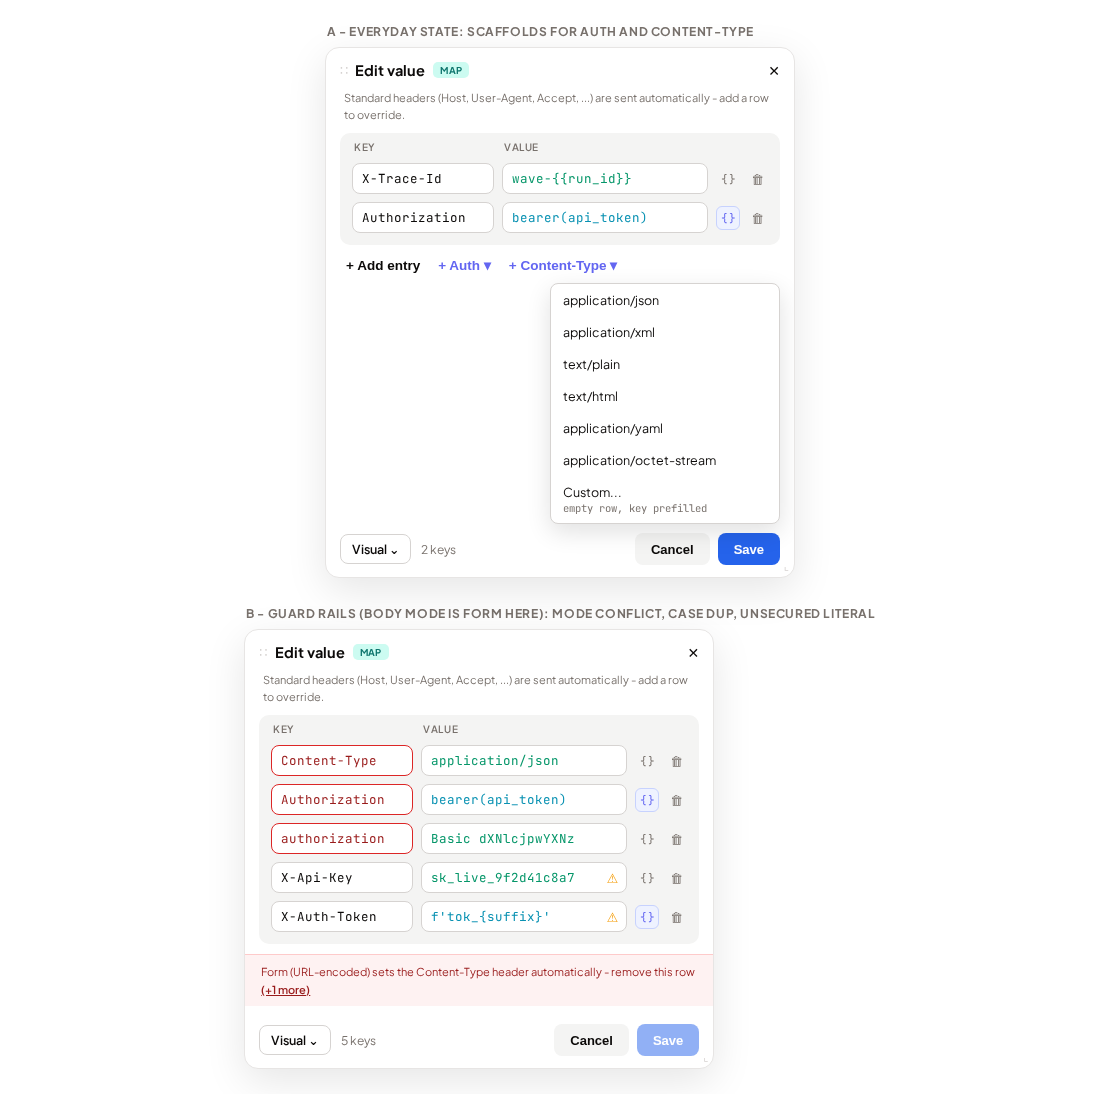 A - EVERYDAY STATE: SCAFFOLDS FOR AUTH AND CONTENT-TYPE
Edit value MAP ✕
Standard headers (Host, User-Agent, Accept, ...) are sent automatically - add a row
to override.
KEY VALUE
X-Trace-Id wave-{{run_id}} {}
Authorization bearer(api_token) {}
+ Add entry + Auth ▾ + Content-Type ▾
application/json
application/xml
text/plain
text/html
application/yaml
application/octet-stream
Custom...
empty row, key prefilled
Visual ⌄ 2 keys Cancel Save
B - GUARD RAILS (BODY MODE IS FORM HERE): MODE CONFLICT, CASE DUP, UNSECURED LITERAL
Edit value MAP ✕
Standard headers (Host, User-Agent, Accept, ...) are sent automatically - add a row
to override.
KEY VALUE
Content-Type application/json {}
Authorization bearer(api_token) {}
authorization Basic dXNlcjpwYXNz {}
X-Api-Key sk_live_9f2d41c8a7 ⚠ {}
X-Auth-Token f'tok_{suffix}' ⚠ {}
Form (URL-encoded) sets the Content-Type header automatically - remove this row
(+1 more)
Visual ⌄ 5 keys Cancel Save